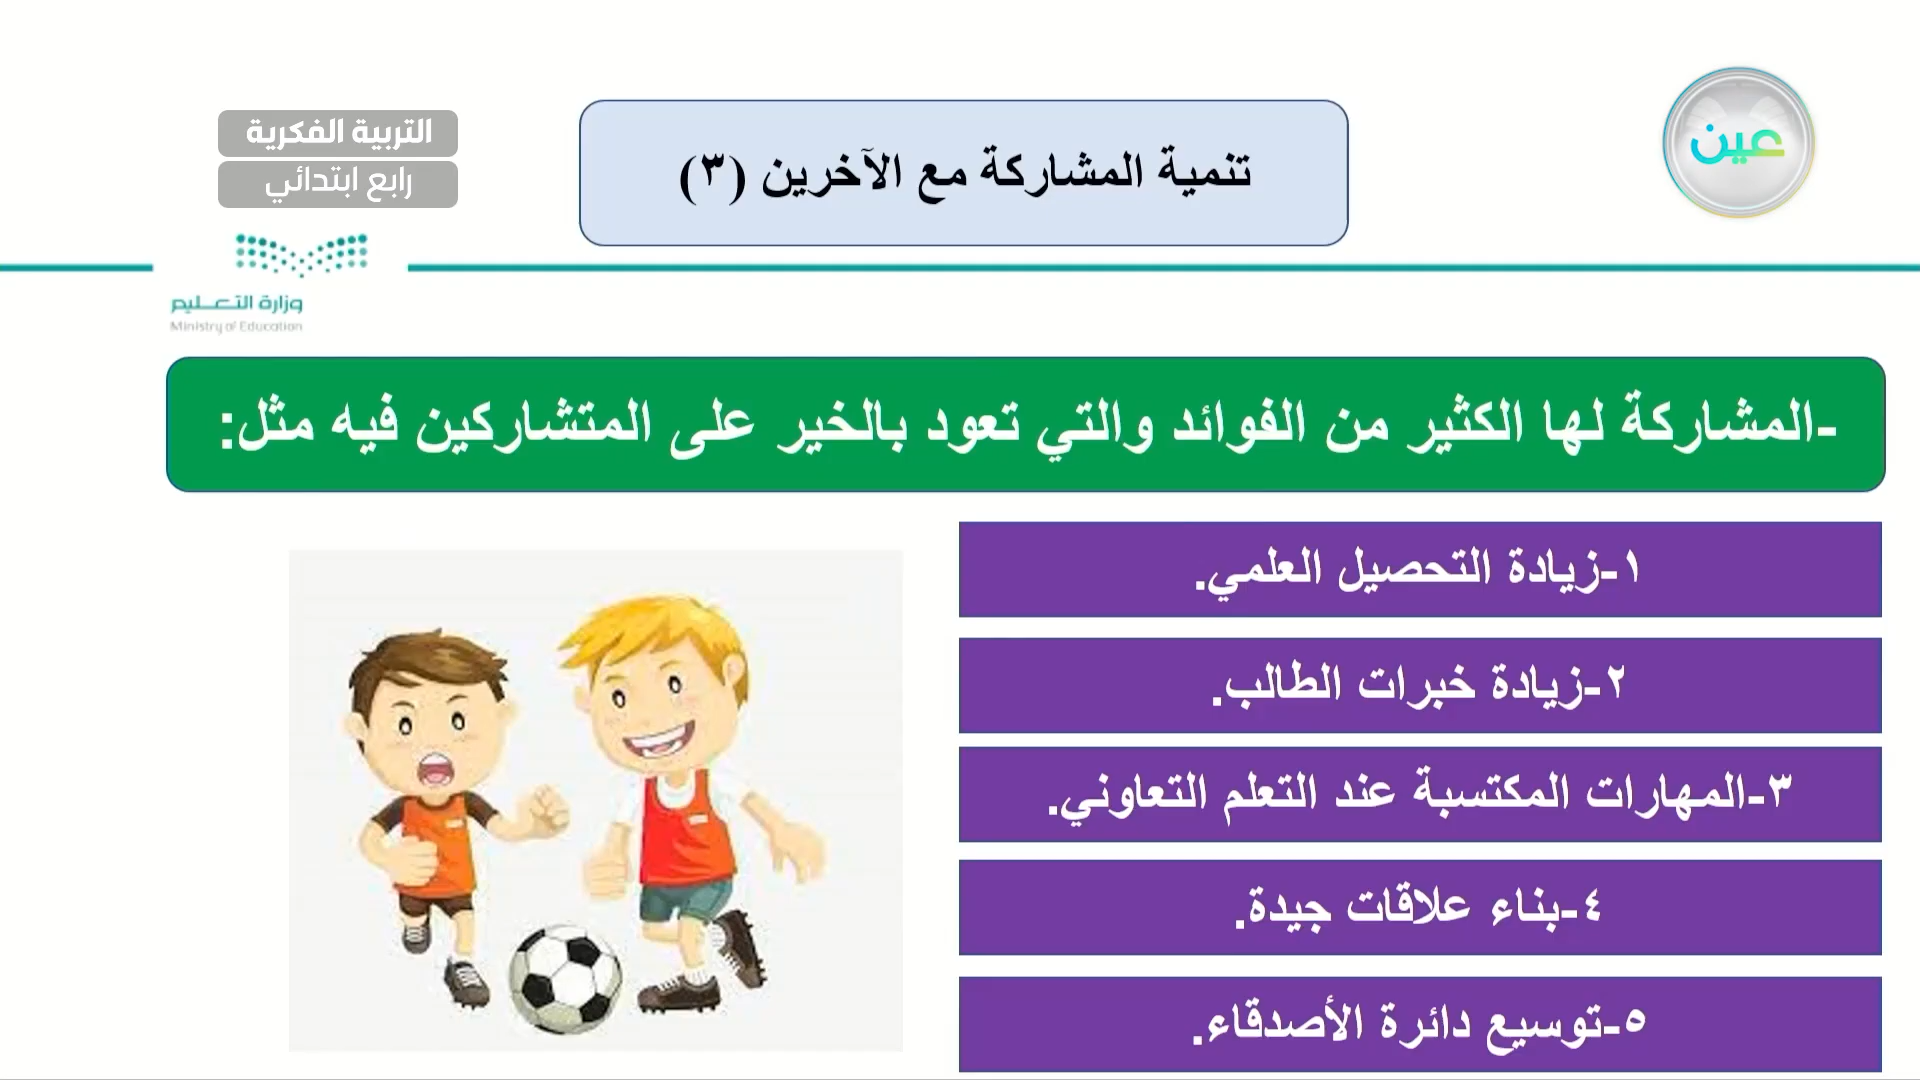 عين
تنمية المشاركة مع الآخرين (٣)
التربية الفكرية
رابع ابتدائي
وزارة التعـليم
Ministry of Education
-المشاركة لها الكثير من الفوائد والتي تعود بالخير على المتشاركين فيه مثل:
١-زيادة التحصيل العلمي.
٢-زيادة خبرات الطالب.
٣-المهارات المكتسبة عند التعلم التعاوني.
٤-بناء علاقات جيدة.
٥-توسيع دائرة الأصدقاء.